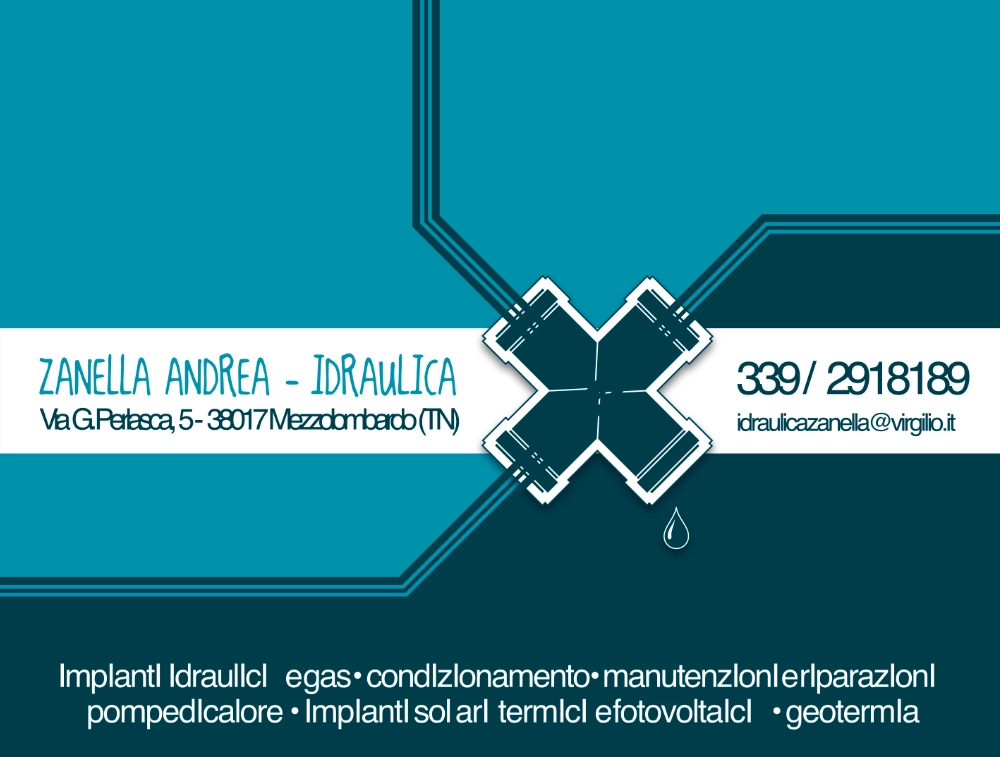 ZANELLA ANDREA - IDRAULICA
Via G. Perlasca, 5 - 38017 Mezzolombardo (TN)
339 / 2918189
idraulicazanella@virgilio.it
Impianti Idraulici e gas • condizionamento • manutenzioni e riparazioni
pompe di calore • Impianti solari termici e fotovoltaici • geotermia